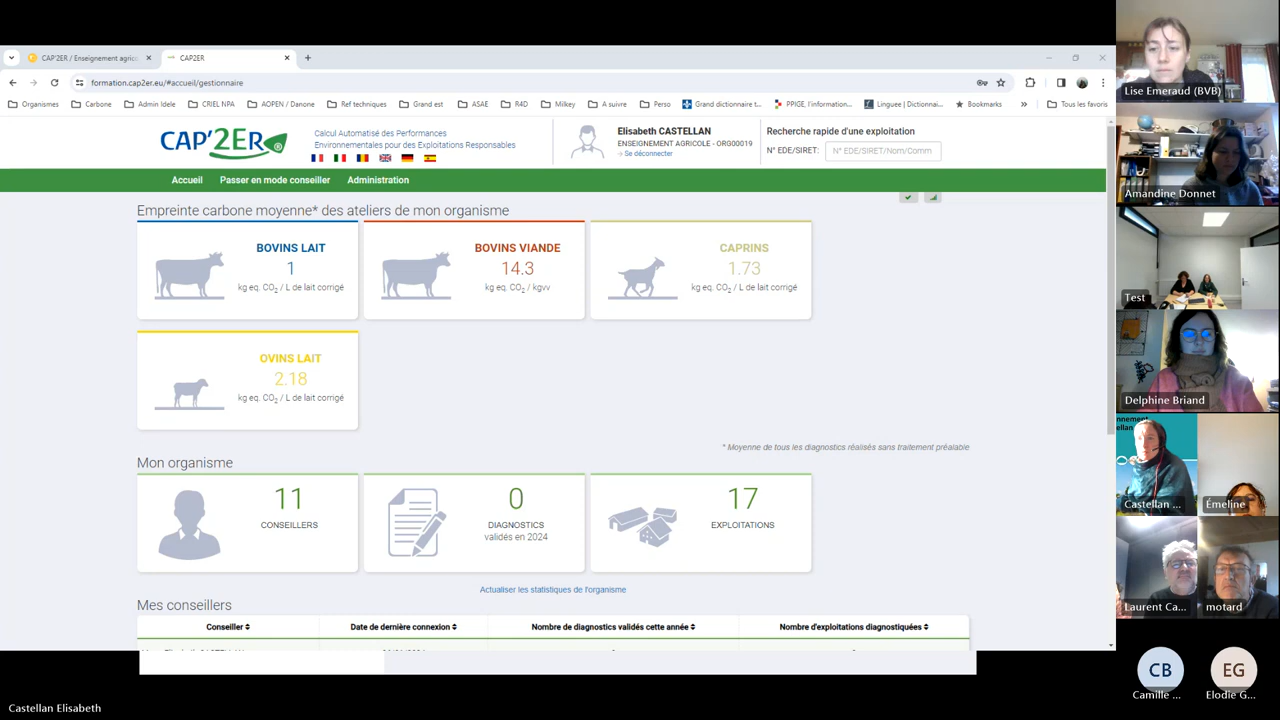 CAP'2ER / Enseignement agric
CAP2ER
formation.cap2er.eu/#accueil/gestionnaire
Organismes
Carbone
Admin Idele
CRIEL NPA
AOPEN / Danone
Ref techniques
Grand est
ASAE
R4D
Milkey
A suivre
Perso
Grand dictionnaire t...
PPIGE, l'information...
Linguee | Dictionnai...
Bookmarks
»
Tous les favoris
CAP'2ER®
Calcul Automatisé des Performances
Environnementales pour des Exploitations Responsables
Elisabeth CASTELLAN
ENSEIGNEMENT AGRICOLE - ORG00019
Se déconnecter
Recherche rapide d'une exploitation
N° EDE/SIRET:
N° EDE/SIRET/Nom/Comm
Accueil
Passer en mode conseiller
Administration
Empreinte carbone moyenne* des ateliers de mon organisme
BOVINS LAIT
1
kg eq. CO2 / L de lait corrigé
BOVINS VIANDE
14.3
kg eq. CO2 / kgvv
CAPRINS
1.73
kg eq. CO2 / L de lait corrigé
OVINS LAIT
2.18
kg eq. CO2 / L de lait corrigé
* Moyenne de tous les diagnostics réalisés sans traitement préalable
Mon organisme
11
CONSEILLERS
0
DIAGNOSTICS
validés en 2024
17
EXPLOITATIONS
Actualiser les statistiques de l'organisme
Mes conseillers
Conseiller
Date de dernière connexion
Nombre de diagnostics validés cette année
Nombre d'exploitations diagnostiquées
Castellan Elisabeth
Lise Emeraud (BVB)
Amandine Donnet
Test
Delphine Briand
nnement
ellan
Castellan ...
Émeline
Laurent Ca...
motard
CB
Camille ...
EG
Elodie G...